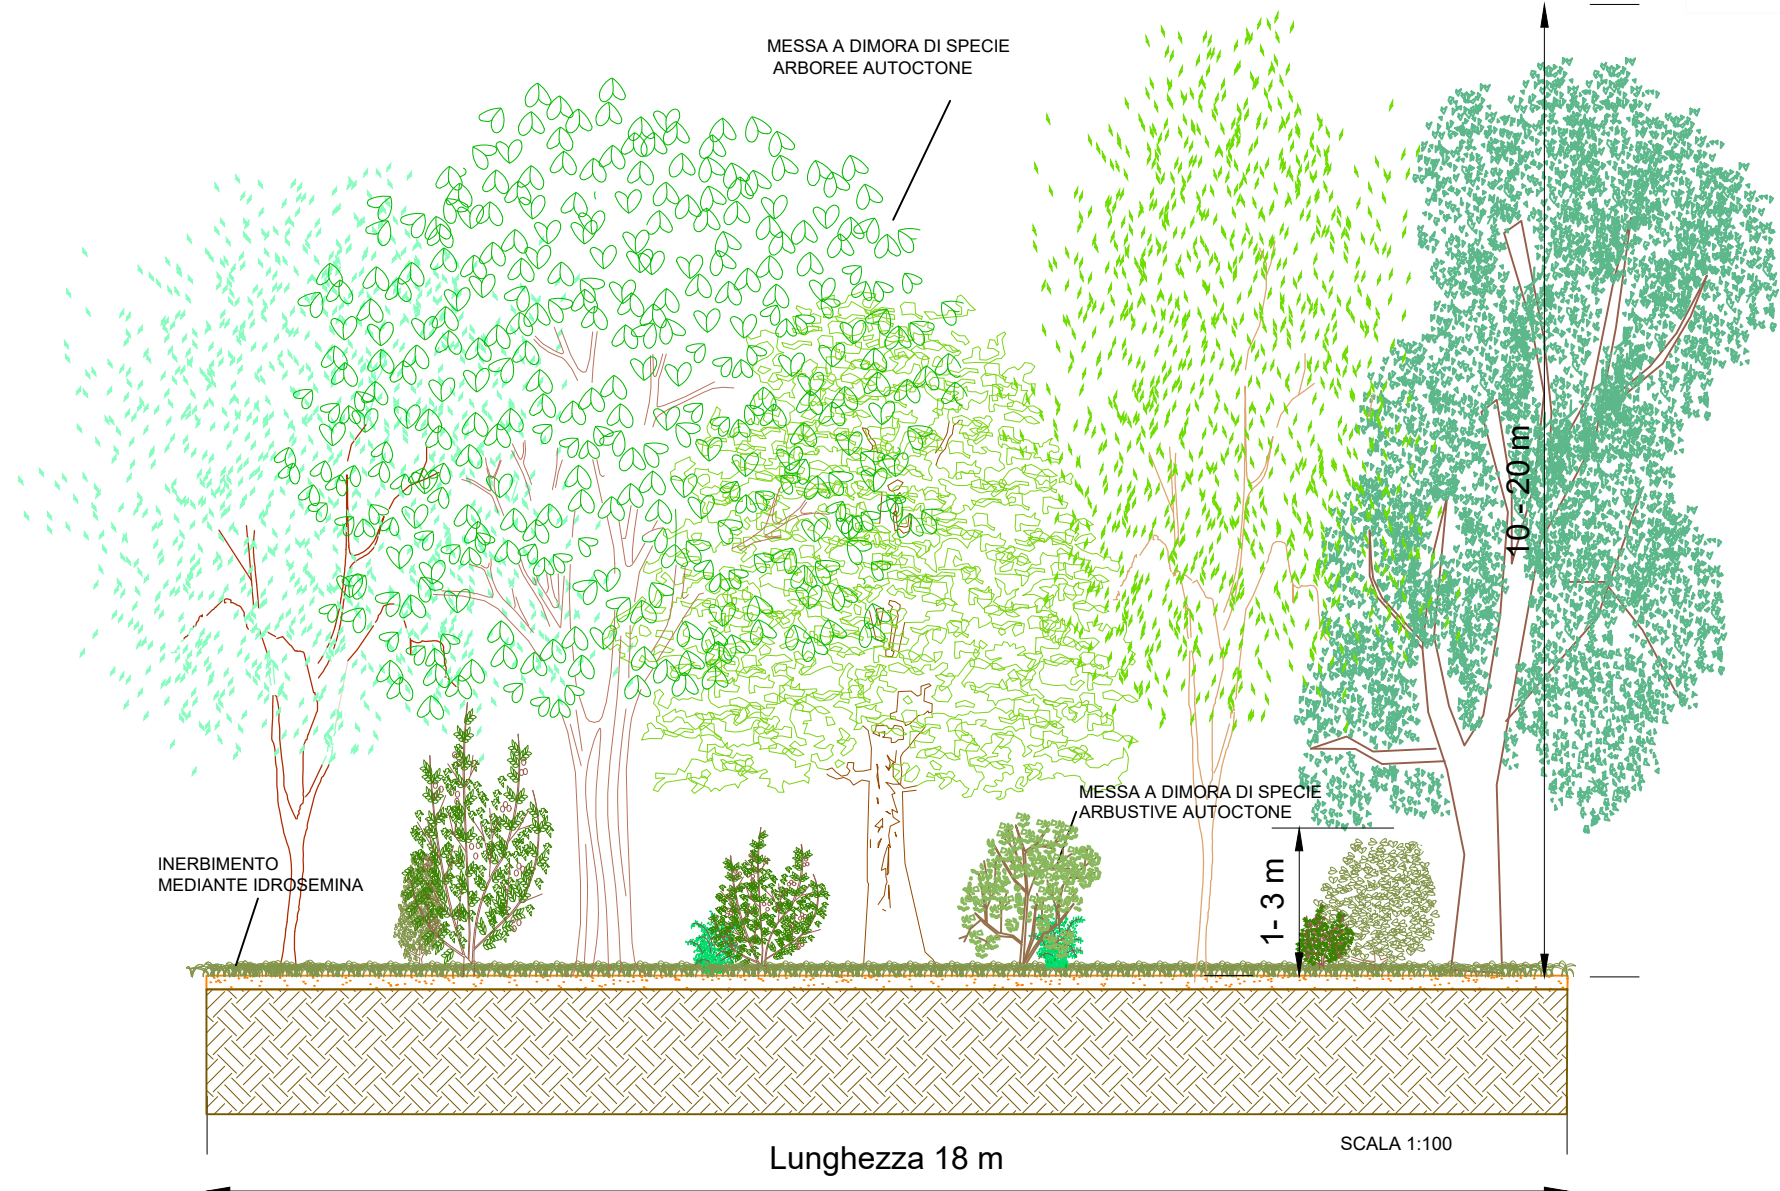 MESSA A DIMORA DI SPECIE
ARBOREE AUTOCTONE
10 - 20 m
MESSA A DIMORA DI SPECIE
ARBUSTIVE AUTOCTONE
1- 3 m
INERBIMENTO
MEDIANTE IDROSEMINA
SCALA 1:100
Lunghezza 18 m